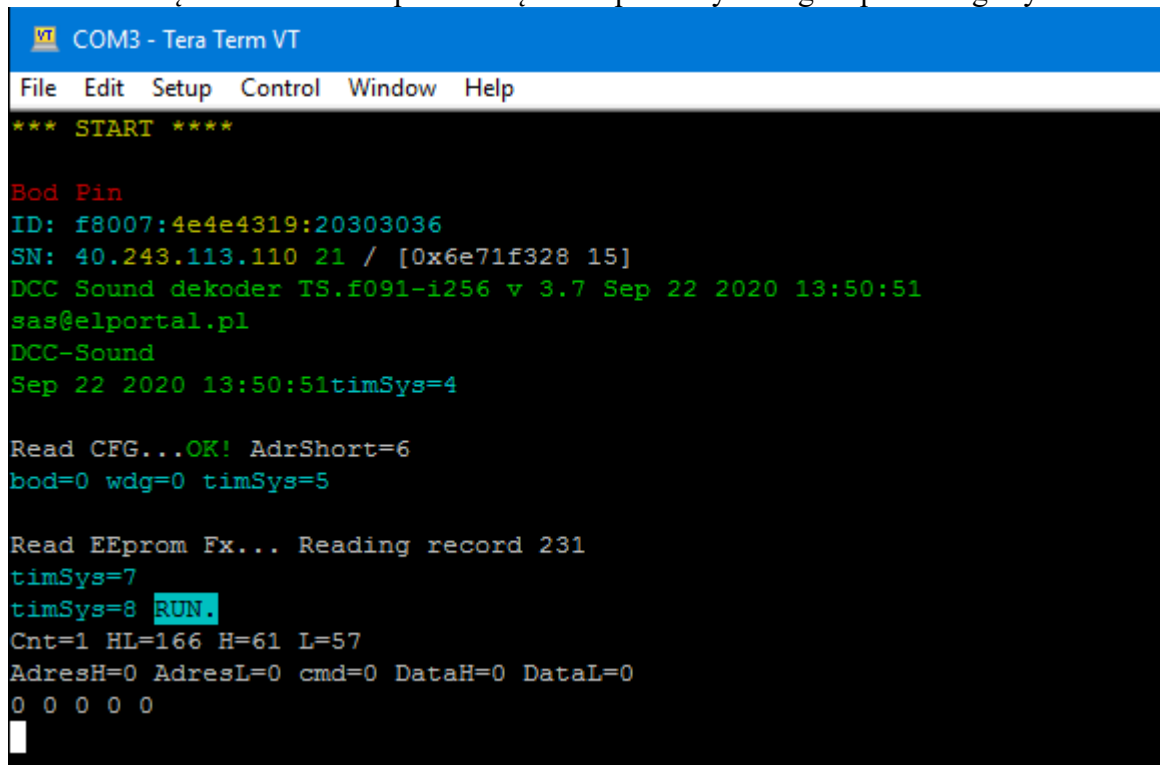 COM3 - Tera Term VT
File Edit Setup Control Window Help
*** START ****
Bod Pin
ID: f8007:4e4e4319:20303036
SN: 40.243.113.110 21 / [0x6e71f328 15]
DCC Sound dekoder TS.f091-i256 v 3.7 Sep 22 2020 13:50:51
sas@elportal.pl
DCC-Sound
Sep 22 2020 13:50:51timSys=4
Read CFG...OK! AdrShort=6
bod=0 wdg=0 timSys=5
Read EEprom Fx... Reading record 231
timSys=7
timSys=8 RUN.
Cnt=1 HL=166 H=61 L=57
AdresH=0 AdresL=0 cmd=0 DataH=0 DataL=0
0 0 0 0 0